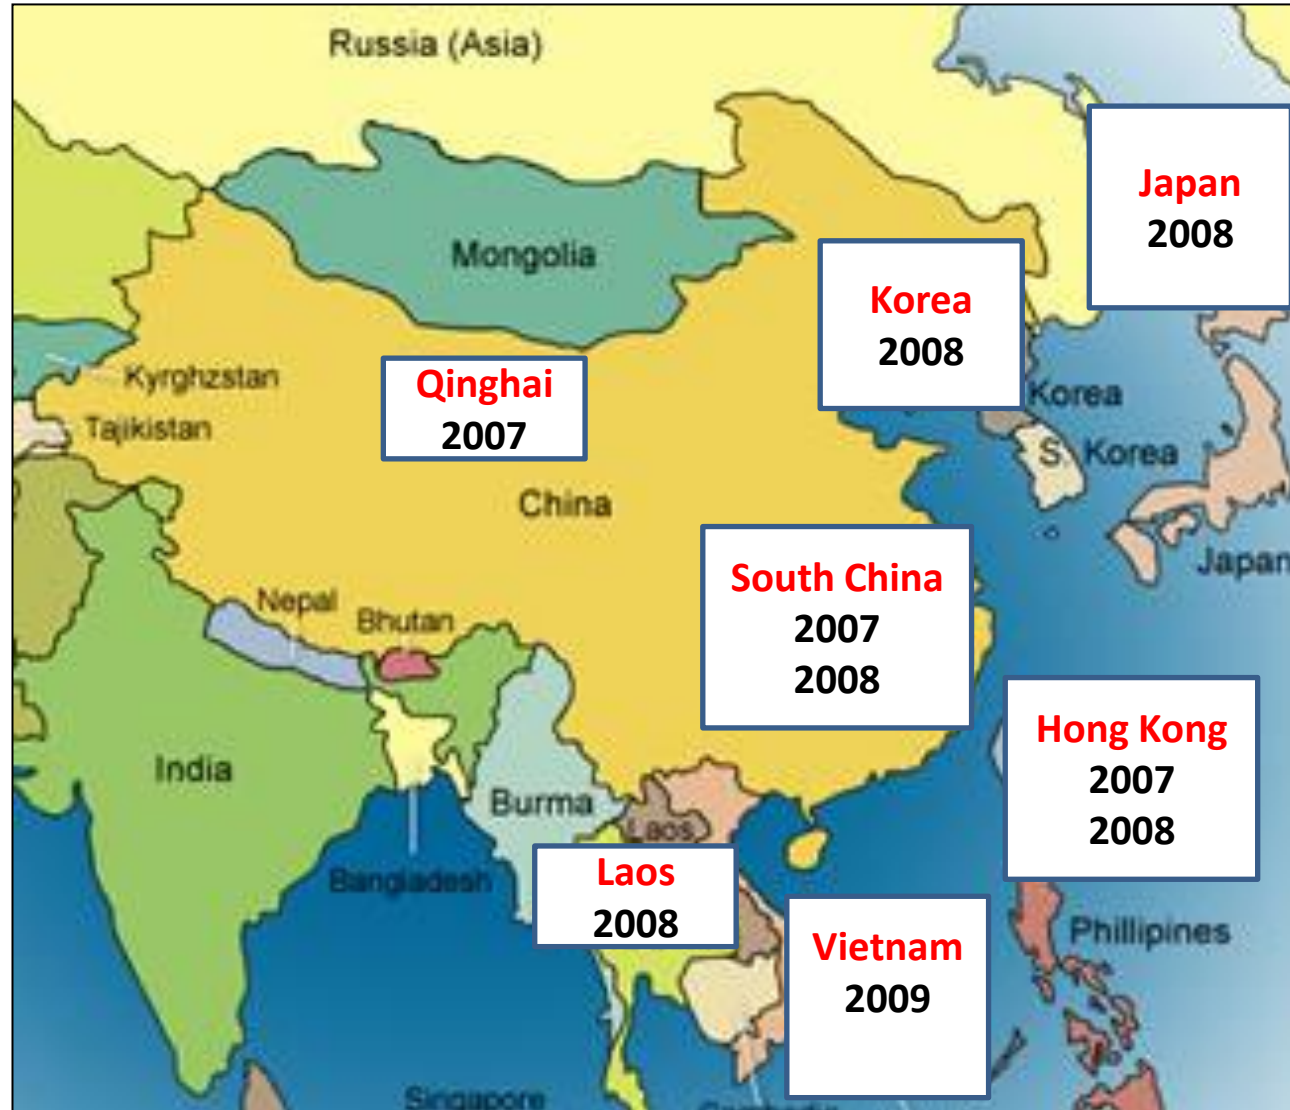 Russia (Asia)
Japan
2008
Mongolia
Korea
2008
Kyrghzstan
Qinghai
2007
Korea
Tajikistan
S. Korea
China
Japan
South China
2007
2008
Nepal
Bhutan
Hong Kong
2007
2008
India
Burma
Laos
Laos
2008
Bangladesh
Phillipines
Vietnam
2009
Singapore